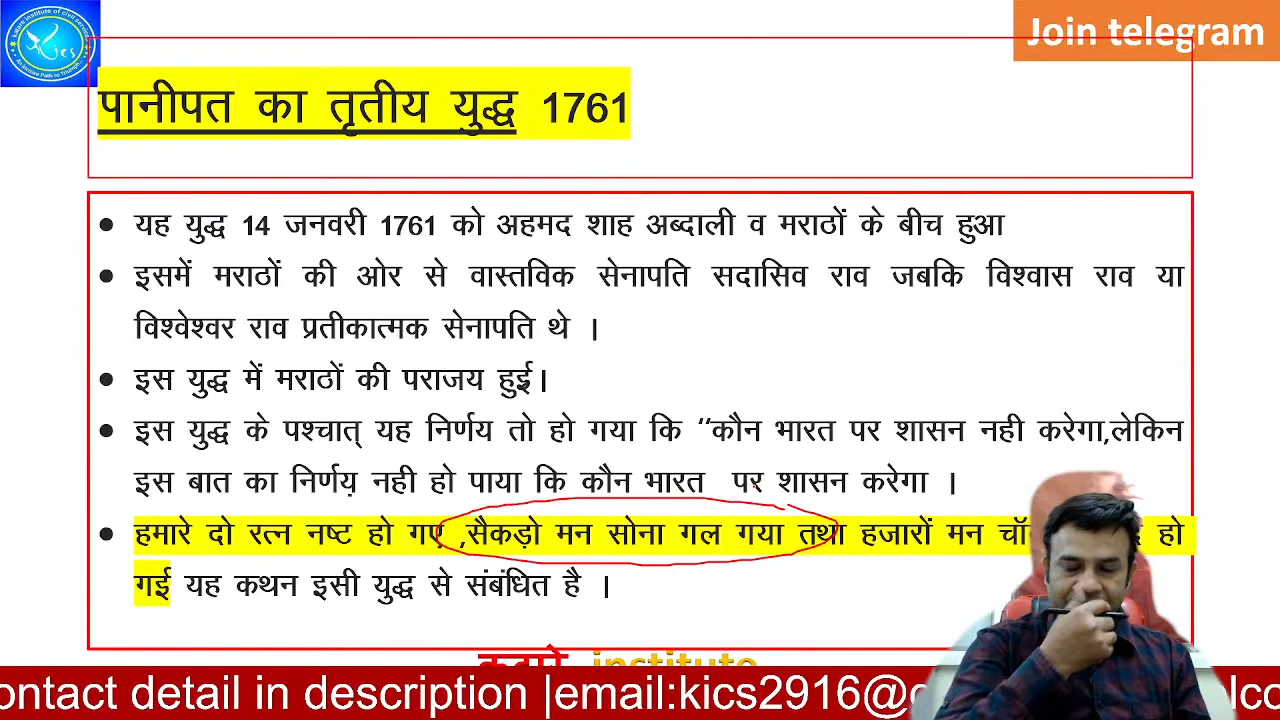 Join telegram
पानीपत का तृतीय युद्ध 1761
• यह युद्ध 14 जनवरी 1761 को अहमद शाह अब्दाली व मराठों के बीच हुआ
• इसमें मराठों की ओर से वास्तविक सेनापति सदासिव राव जबकि विश्वास राव या
विश्वेश्वर राव प्रतीकात्मक सेनापति थे ।
• इस युद्ध में मराठों की पराजय हुई।
• इस युद्ध के पश्चात् यह निर्णय तो हो गया कि “कौन भारत पर शासन नही करेगा,लेकिन
इस बात का निर्णय़ नही हो पाया कि कौन भारत पर शासन करेगा ।
• हमारे दो रत्न नष्ट हो गए ,सैकड़ो मन सोना गल गया तथा हजारों मन हो
गई यह कथन इसी युद्ध से संबंधित है ।
institute
ontact detail in description |email:kics2916@